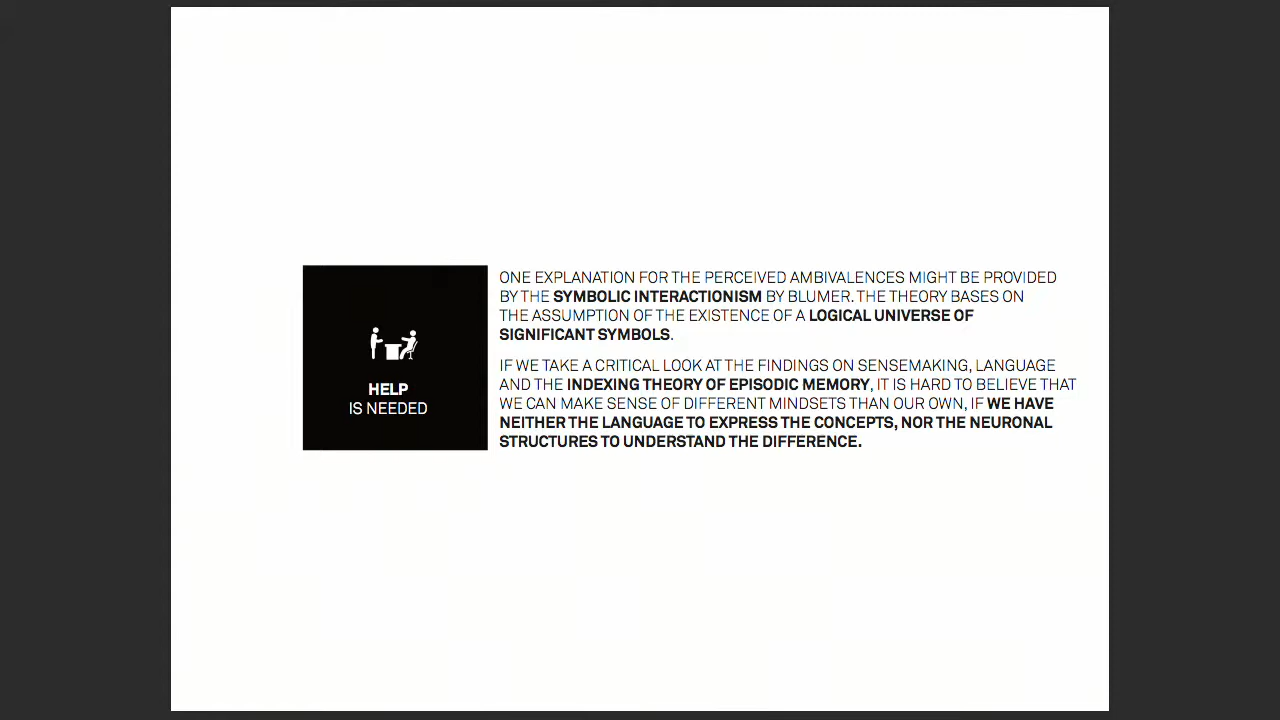 HELP
IS NEEDED
ONE EXPLANATION FOR THE PERCEIVED AMBIVALENCES MIGHT BE PROVIDED
BY THE SYMBOLIC INTERACTIONISM BY BLUMER. THE THEORY BASES ON
THE ASSUMPTION OF THE EXISTENCE OF A LOGICAL UNIVERSE OF
SIGNIFICANT SYMBOLS.
IF WE TAKE A CRITICAL LOOK AT THE FINDINGS ON SENSEMAKING, LANGUAGE
AND THE INDEXING THEORY OF EPISODIC MEMORY, IT IS HARD TO BELIEVE THAT
WE CAN MAKE SENSE OF DIFFERENT MINDSETS THAN OUR OWN, IF WE HAVE
NEITHER THE LANGUAGE TO EXPRESS THE CONCEPTS, NOR THE NEURONAL
STRUCTURES TO UNDERSTAND THE DIFFERENCE.